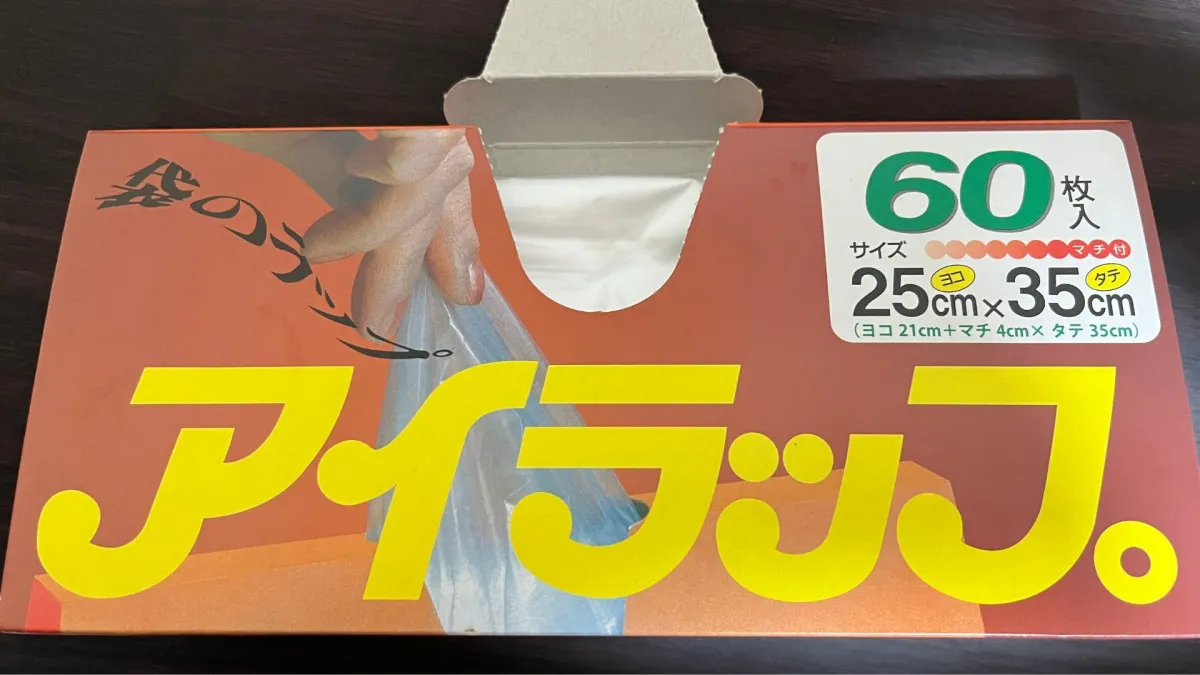 袋のラップ。
60枚入
サイズ マチ付
25cmヨコ×35cmタテ
(ヨコ 21cm+マチ 4cm× タテ 35cm)
アイラップ。